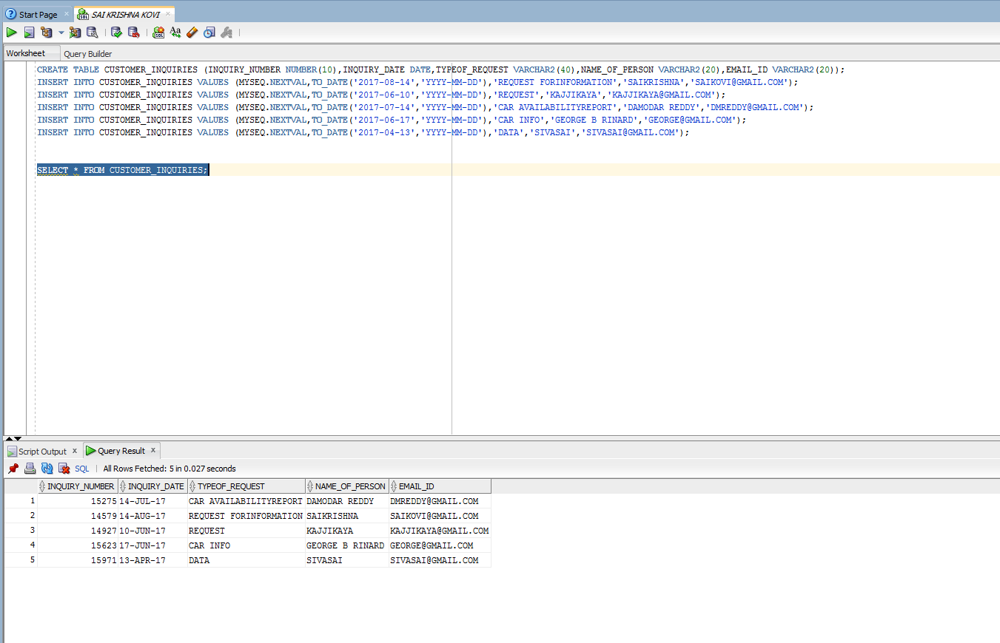 Start Page
SAI KRISHNA KOVI
Worksheet Query Builder
CREATE TABLE CUSTOMER_INQUIRIES (INQUIRY_NUMBER NUMBER(10),INQUIRY_DATE DATE,TYPEOF_REQUEST VARCHAR2(40),NAME_OF_PERSON VARCHAR2(20),EMAIL_ID VARCHAR2(20));
INSERT INTO CUSTOMER_INQUIRIES VALUES (MYSEQ.NEXTVAL,TO_DATE('2017-08-14','YYYY-MM-DD'),'REQUEST FORINFORMATION','SAIKRISHNA','SAIKOVI@GMAIL.COM');
INSERT INTO CUSTOMER_INQUIRIES VALUES (MYSEQ.NEXTVAL,TO_DATE('2017-06-10','YYYY-MM-DD'),'REQUEST','KAJJIKAYA','KAJJIKAYA@GMAIL.COM');
INSERT INTO CUSTOMER_INQUIRIES VALUES (MYSEQ.NEXTVAL,TO_DATE('2017-07-14','YYYY-MM-DD'),'CAR AVAILABILITYREPORT','DAMODAR REDDY','DMREDDY@GMAIL.COM');
INSERT INTO CUSTOMER_INQUIRIES VALUES (MYSEQ.NEXTVAL,TO_DATE('2017-06-17','YYYY-MM-DD'),'CAR INFO','GEORGE B RINARD','GEORGE@GMAIL.COM');
INSERT INTO CUSTOMER_INQUIRIES VALUES (MYSEQ.NEXTVAL,TO_DATE('2017-04-13','YYYY-MM-DD'),'DATA','SIVASAI','SIVASAI@GMAIL.COM');
SELECT * FROM CUSTOMER_INQUIRIES;
Script Output x Query Result x
SQL | All Rows Fetched: 5 in 0.027 seconds
INQUIRY_NUMBER INQUIRY_DATE TYPEOF_REQUEST NAME_OF_PERSON EMAIL_ID
1 15275 14-JUL-17 CAR AVAILABILITYREPORT DAMODAR REDDY DMREDDY@GMAIL.COM
2 14579 14-AUG-17 REQUEST FORINFORMATION SAIKRISHNA SAIKOVI@GMAIL.COM
3 14927 10-JUN-17 REQUEST KAJJIKAYA KAJJIKAYA@GMAIL.COM
4 15623 17-JUN-17 CAR INFO GEORGE B RINARD GEORGE@GMAIL.COM
5 15971 13-APR-17 DATA SIVASAI SIVASAI@GMAIL.COM